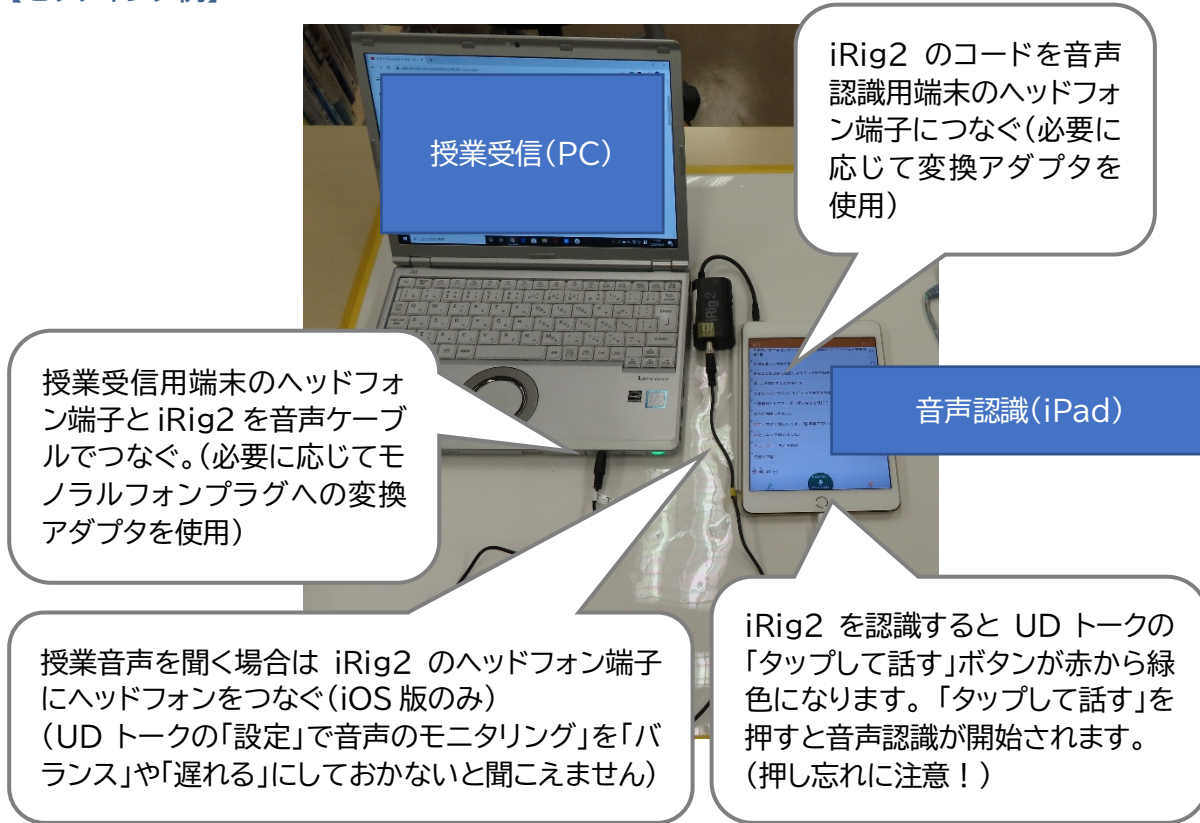 【セッティング例】
iRig2 のコードを音声
認識用端末のヘッドフォ
ン端子につなぐ（必要に
応じて変換アダプタを
使用）
授業受信（PC）
iRig2
音声認識（iPad）
授業受信用端末のヘッドフォ
ン端子と iRig2 を音声ケーブ
ルでつなぐ。（必要に応じてモ
ノラルフォンプラグへの変換
アダプタを使用）
授業音声を聞く場合は iRig2 のヘッドフォン端子
にヘッドフォンをつなぐ（iOS 版のみ）
（UD トークの「設定」で音声のモニタリング」を「バ
ランス」や「遅れる」にしておかないと聞こえません）
iRig2 を認識すると UD トークの
「タップして話す」ボタンが赤から緑
色になります。「タップして話す」を
押すと音声認識が開始されます。
（押し忘れに注意！）